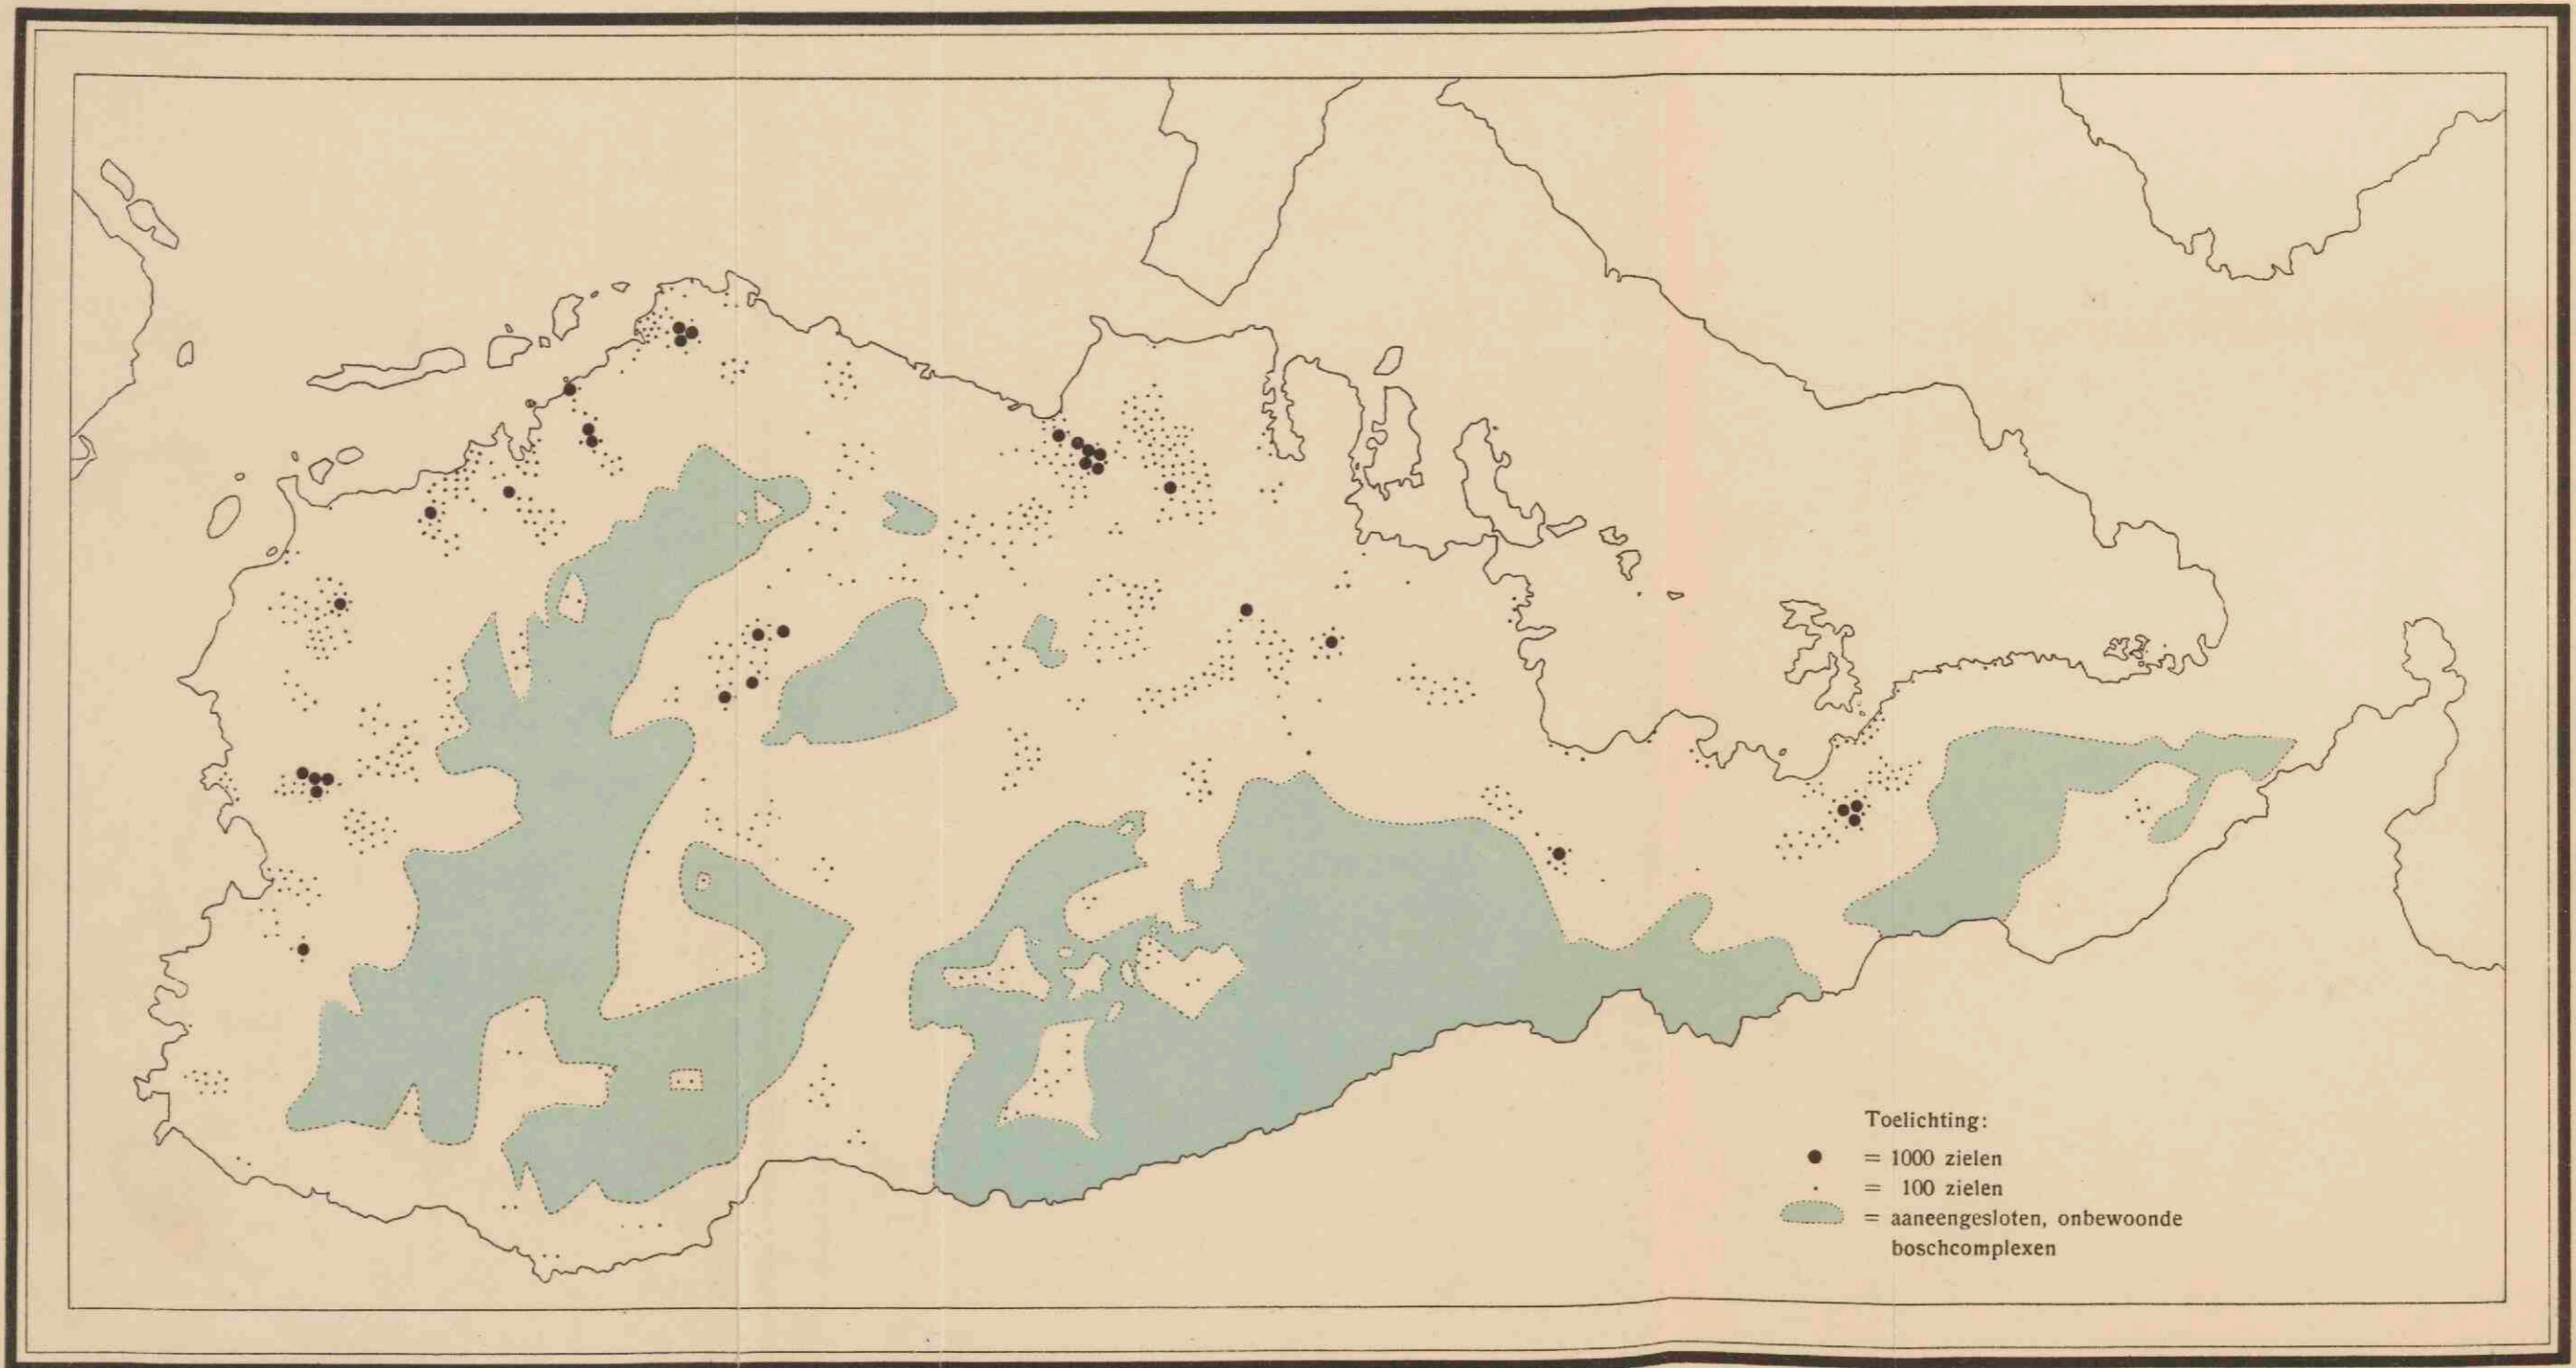 Toelichting:
= 1000 zielen
= 100 zielen
= aaneengesloten, onbewoonde
boschcomplexen